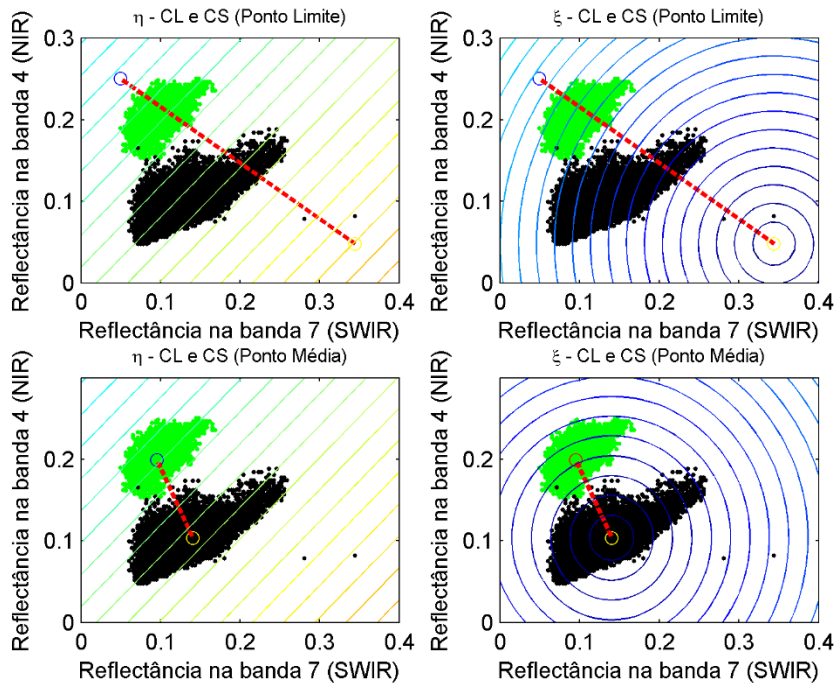 η - CL e CS (Ponto Limite)
Reflectância na banda 4 (NIR)
0.3
0.2
0.1
0
0
0.1
0.2
0.3
0.4
Reflectância na banda 7 (SWIR)
ξ - CL e CS (Ponto Limite)
Reflectância na banda 4 (NIR)
0.3
0.2
0.1
0
0
0.1
0.2
0.3
0.4
Reflectância na banda 7 (SWIR)
η - CL e CS (Ponto Média)
Reflectância na banda 4 (NIR)
0.2
0.1
0
0
0.1
0.2
0.3
0.4
Reflectância na banda 7 (SWIR)
ξ - CL e CS (Ponto Média)
Reflectância na banda 4 (NIR)
0.2
0.1
0
0
0.1
0.2
0.3
0.4
Reflectância na banda 7 (SWIR)